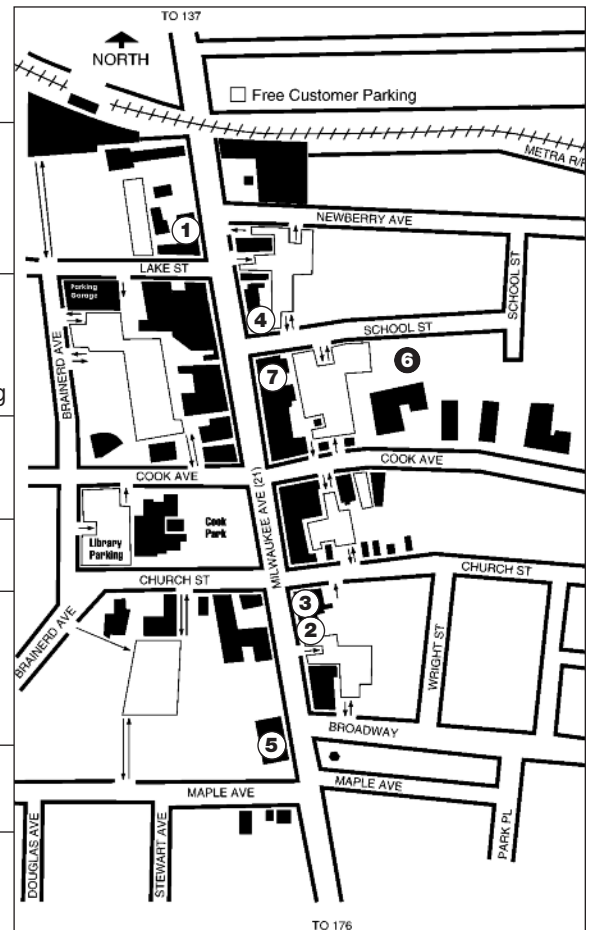 TO 137
NORTH
Free Customer Parking
METRA R/R
NEWBERRY AVE
1
LAKE ST
SCHOOL ST
Parking
Garage
4
SCHOOL ST
BRAINERD AVE
7
6
g
COOK AVE
COOK AVE
MILWAUKEE AVE (21)
Library
Parking
Cook
Park
CHURCH ST
CHURCH ST
3
2
BRAINERD AVE
WRIGHT ST
5
BROADWAY
MAPLE AVE
MAPLE AVE
DOUGLAS AVE
STEWART AVE
PARK PL
TO 176